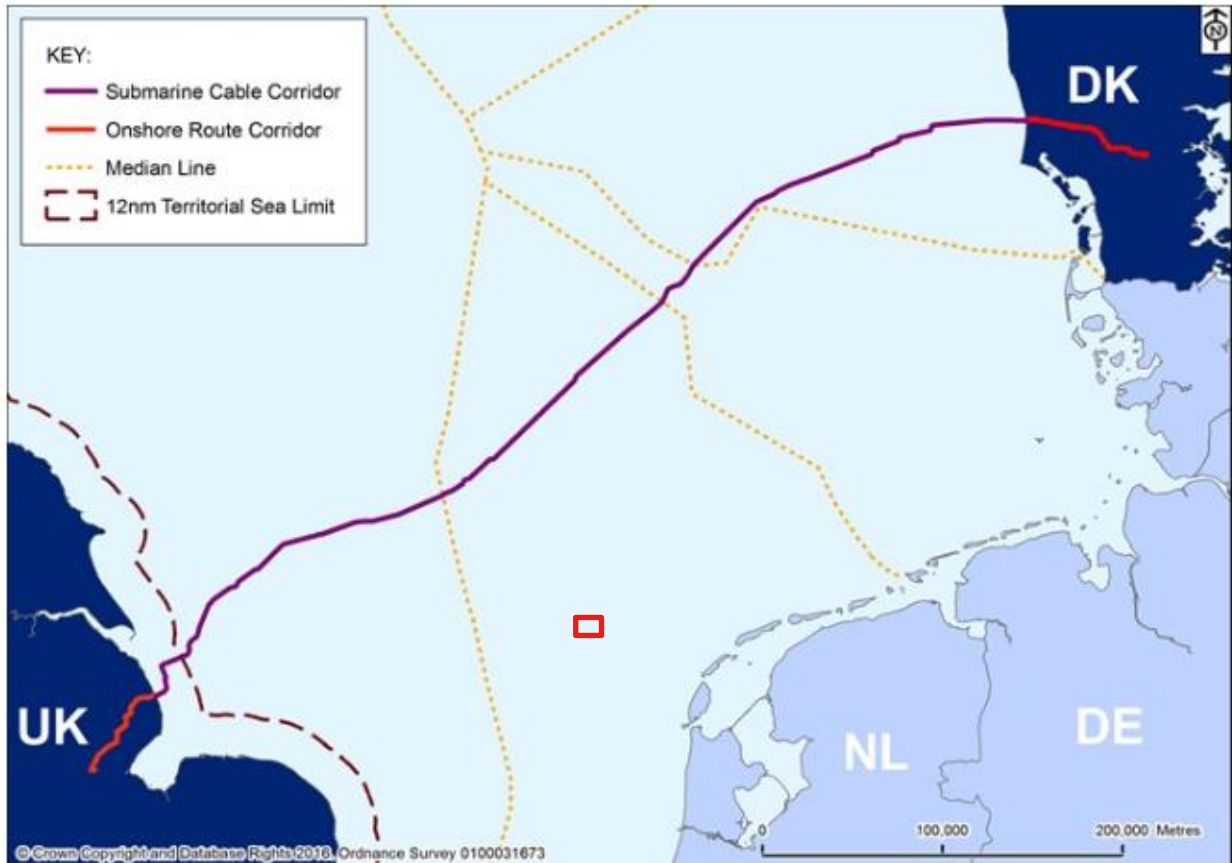 KEY:
Submarine Cable Corridor
Onshore Route Corridor
Median Line
12nm Territorial Sea Limit
N
DK
UK
NL
DE
0 100,000 200,000 Metres
© Crown Copyright and Database Rights 2016. Ordnance Survey 0100031673